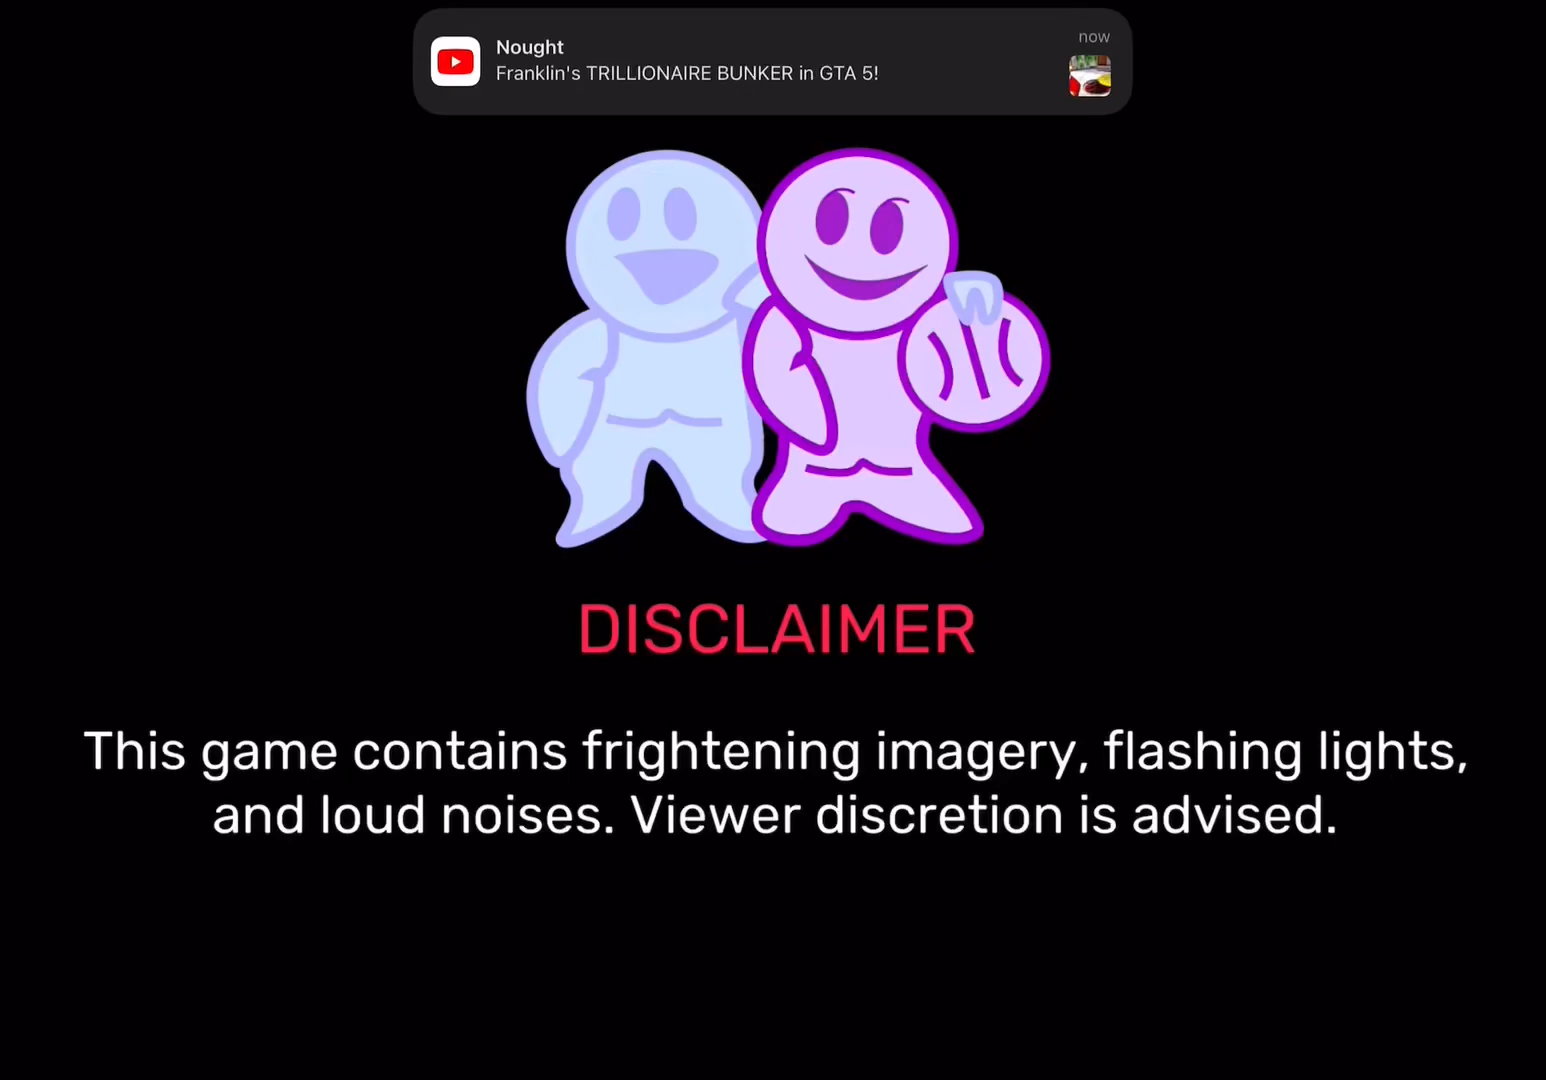 Nought
now
Franklin's TRILLIONAIRE BUNKER in GTA 5!
DISCLAIMER
This game contains frightening imagery, flashing lights,
and loud noises. Viewer discretion is advised.